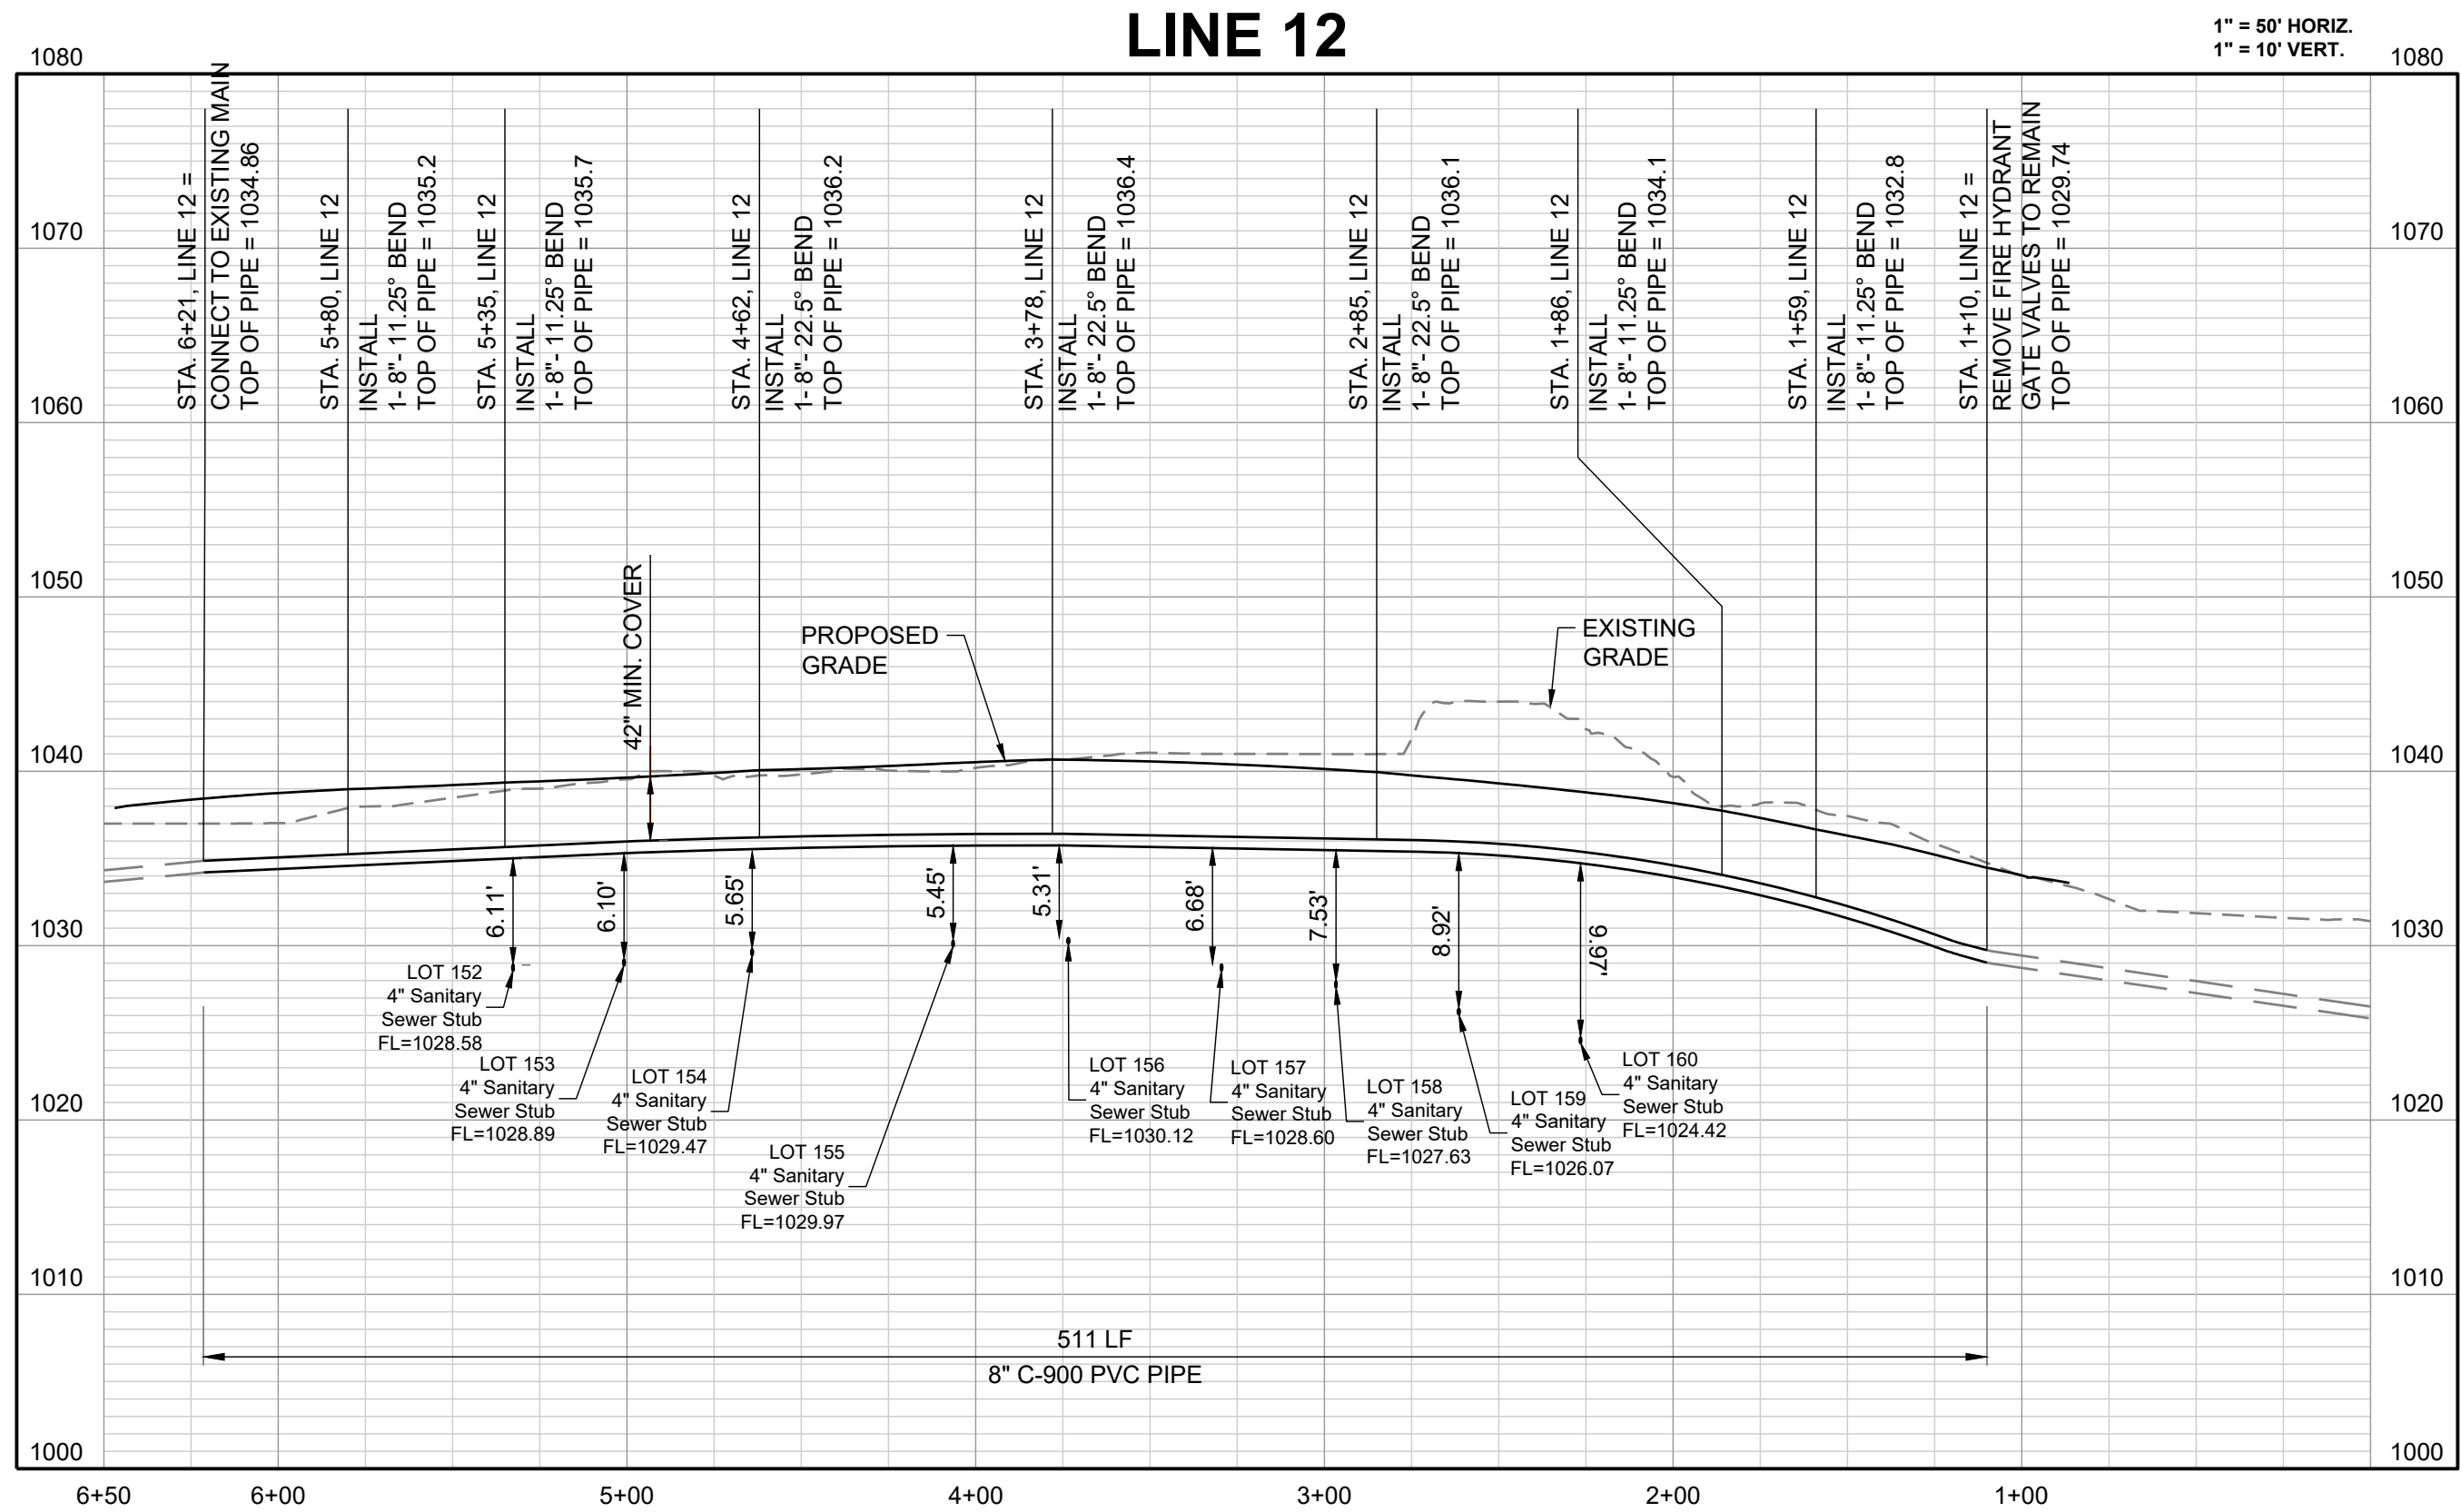 LINE 12
1" = 50' HORIZ.
1" = 10' VERT.
1080
1080
1070
1070
1060
1060
1050
1050
1040
1040
1030
1030
1020
1020
1010
1010
1000
1000
STA. 6+21, LINE 12 =
CONNECT TO EXISTING MAIN
TOP OF PIPE = 1034.86
STA. 5+80, LINE 12
INSTALL
1- 8"- 11.25° BEND
TOP OF PIPE = 1035.2
STA. 5+35, LINE 12
INSTALL
1- 8"- 11.25° BEND
TOP OF PIPE = 1035.7
STA. 4+62, LINE 12
INSTALL
1- 8"- 22.5° BEND
TOP OF PIPE = 1036.2
STA. 3+78, LINE 12
INSTALL
1- 8"- 22.5° BEND
TOP OF PIPE = 1036.4
STA. 2+85, LINE 12
INSTALL
1- 8"- 22.5° BEND
TOP OF PIPE = 1036.1
STA. 1+86, LINE 12
INSTALL
1- 8"- 11.25° BEND
TOP OF PIPE = 1034.1
STA. 1+59, LINE 12
INSTALL
1- 8"- 11.25° BEND
TOP OF PIPE = 1032.8
STA. 1+10, LINE 12 =
REMOVE FIRE HYDRANT
GATE VALVES TO REMAIN
TOP OF PIPE = 1029.74
42" MIN. COVER
PROPOSED
GRADE
EXISTING
GRADE
6.11'
6.10'
5.65'
5.45'
5.31'
6.68'
7.53'
8.92'
9.97'
LOT 152
4" Sanitary
Sewer Stub
FL=1028.58
LOT 153
4" Sanitary
Sewer Stub
FL=1028.89
LOT 154
4" Sanitary
Sewer Stub
FL=1029.47
LOT 155
4" Sanitary
Sewer Stub
FL=1029.97
LOT 156
4" Sanitary
Sewer Stub
FL=1030.12
LOT 157
4" Sanitary
Sewer Stub
FL=1028.60
LOT 158
4" Sanitary
Sewer Stub
FL=1027.63
LOT 159
4" Sanitary
Sewer Stub
FL=1026.07
LOT 160
4" Sanitary
Sewer Stub
FL=1024.42
511 LF
8" C-900 PVC PIPE
6+50
6+00
5+00
4+00
3+00
2+00
1+00